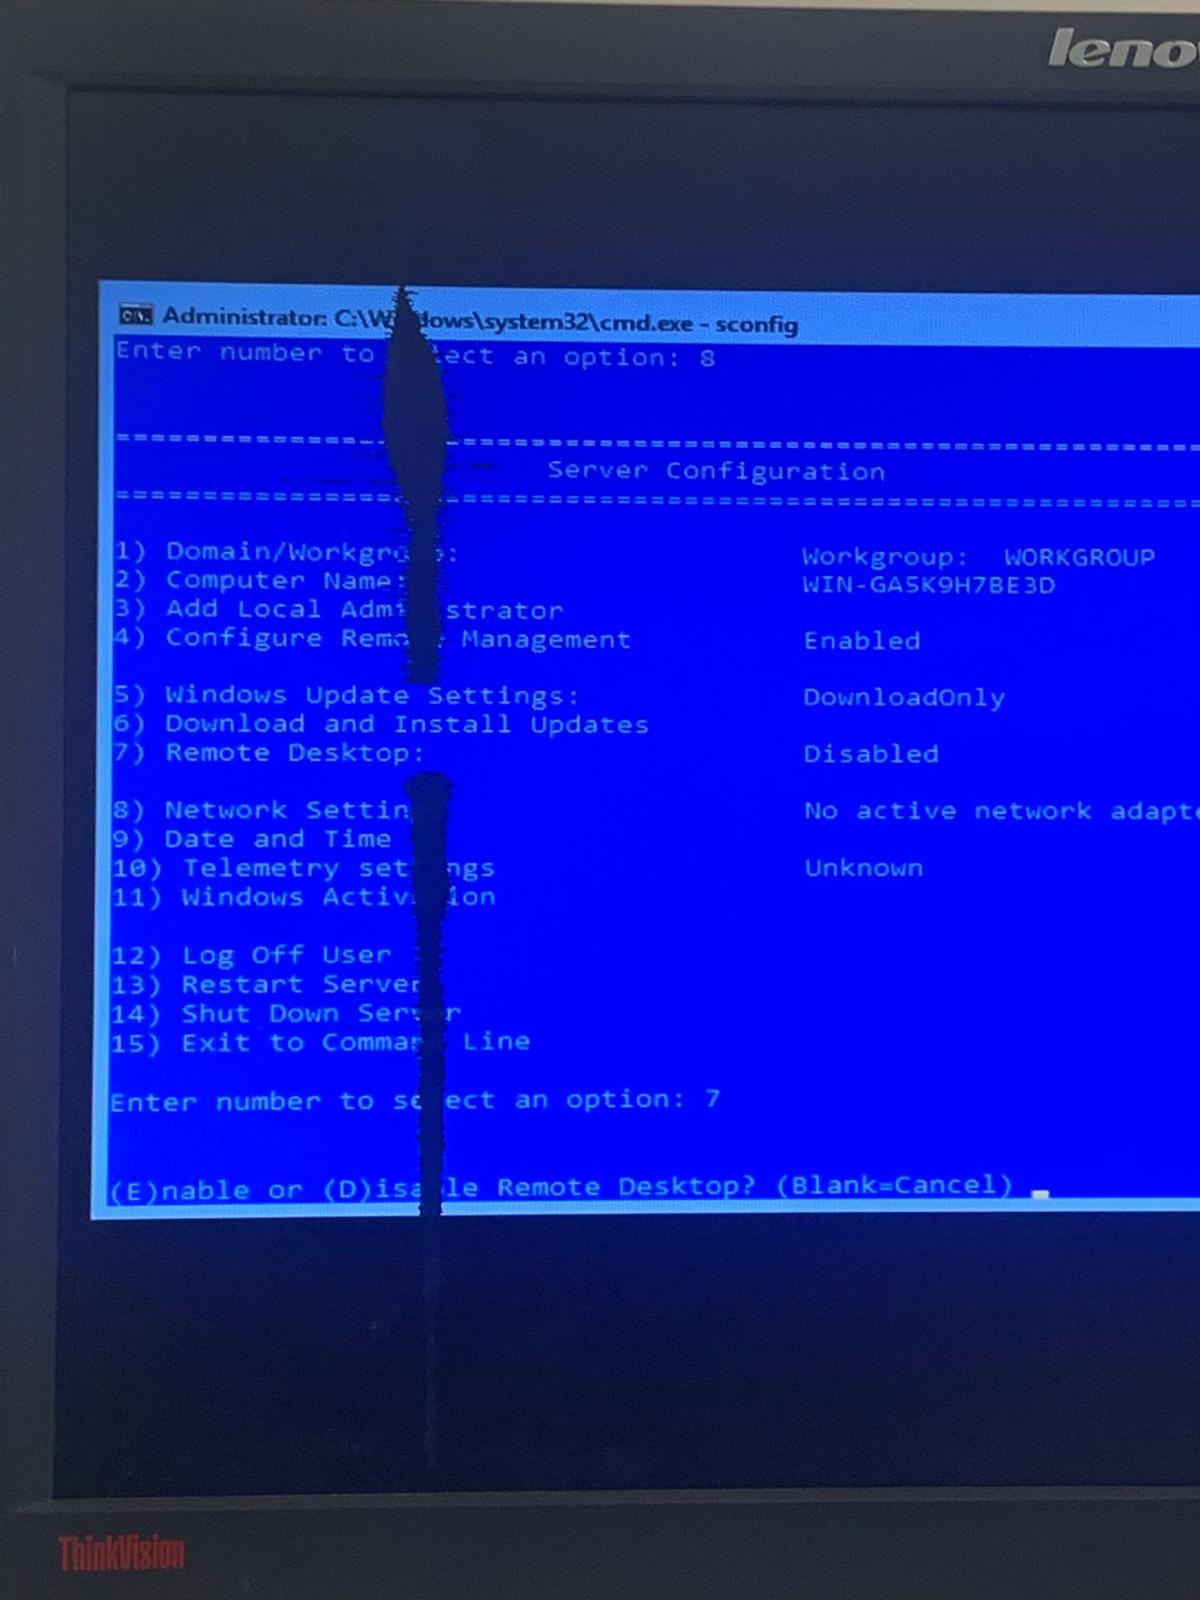 lenov
Administrator: C:\W dows\system32\cmd.exe - sconfig
Enter number to ect an option: 8
================================================================
Server Configuration
================================================================
1) Domain/Workgro : Workgroup: WORKGROUP
2) Computer Name: WIN-GASK9H7BE3D
3) Add Local Adm strator
4) Configure Rem Management Enabled
5) Windows Update Settings: DownloadOnly
6) Download and Install Updates
7) Remote Desktop: Disabled
8) Network Settin No active network adapte
9) Date and Time
10) Telemetry set ngs Unknown
11) Windows Activ ion
12) Log Off User
13) Restart Server
14) Shut Down Ser r
15) Exit to Comma Line
Enter number to se ect an option: 7
(E)nable or (D)isa le Remote Desktop? (Blank=Cancel) _
ThinkVision